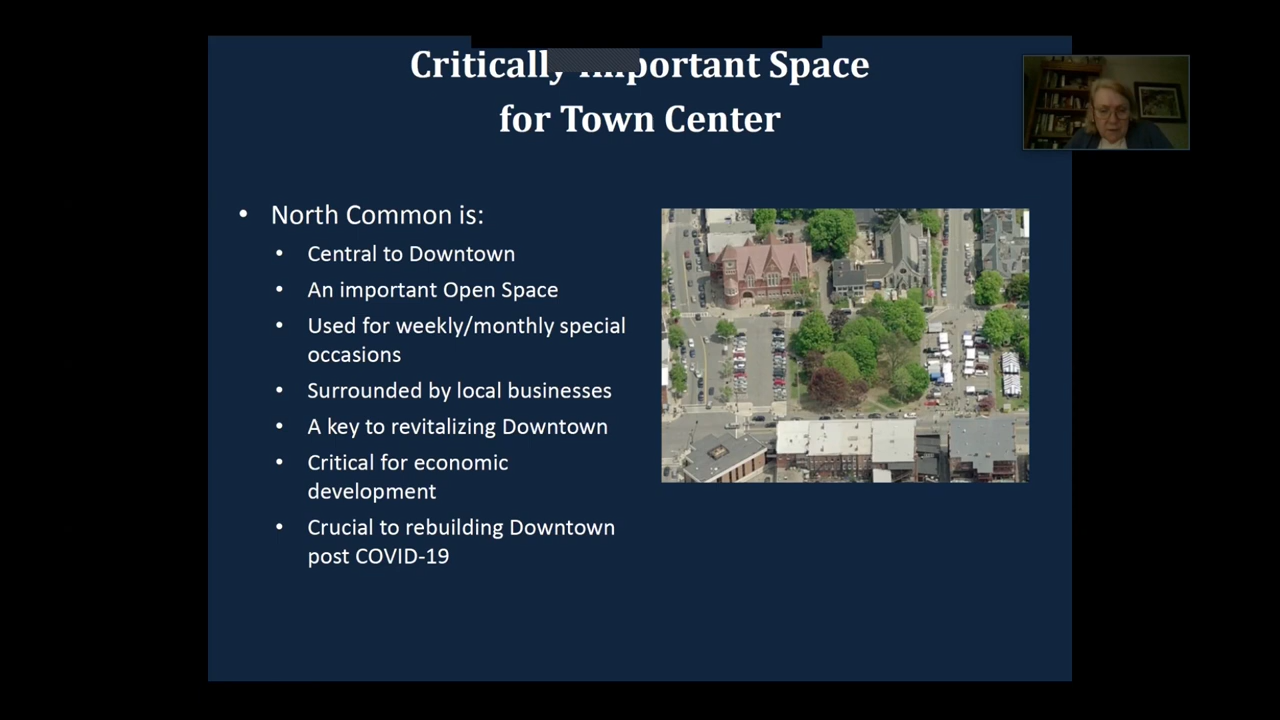 Critically Important Space
for Town Center
• North Common is:
• Central to Downtown
• An important Open Space
• Used for weekly/monthly special
occasions
• Surrounded by local businesses
• A key to revitalizing Downtown
• Critical for economic
development
• Crucial to rebuilding Downtown
post COVID-19